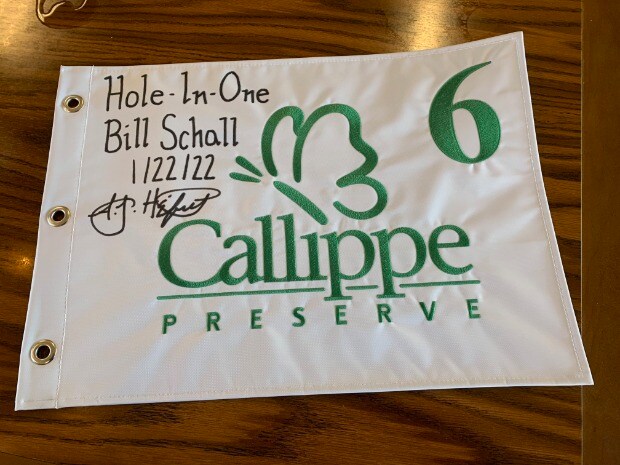 Hole-In-One
Bill Schall
1/22/22
6
Callippe
PRESERVE